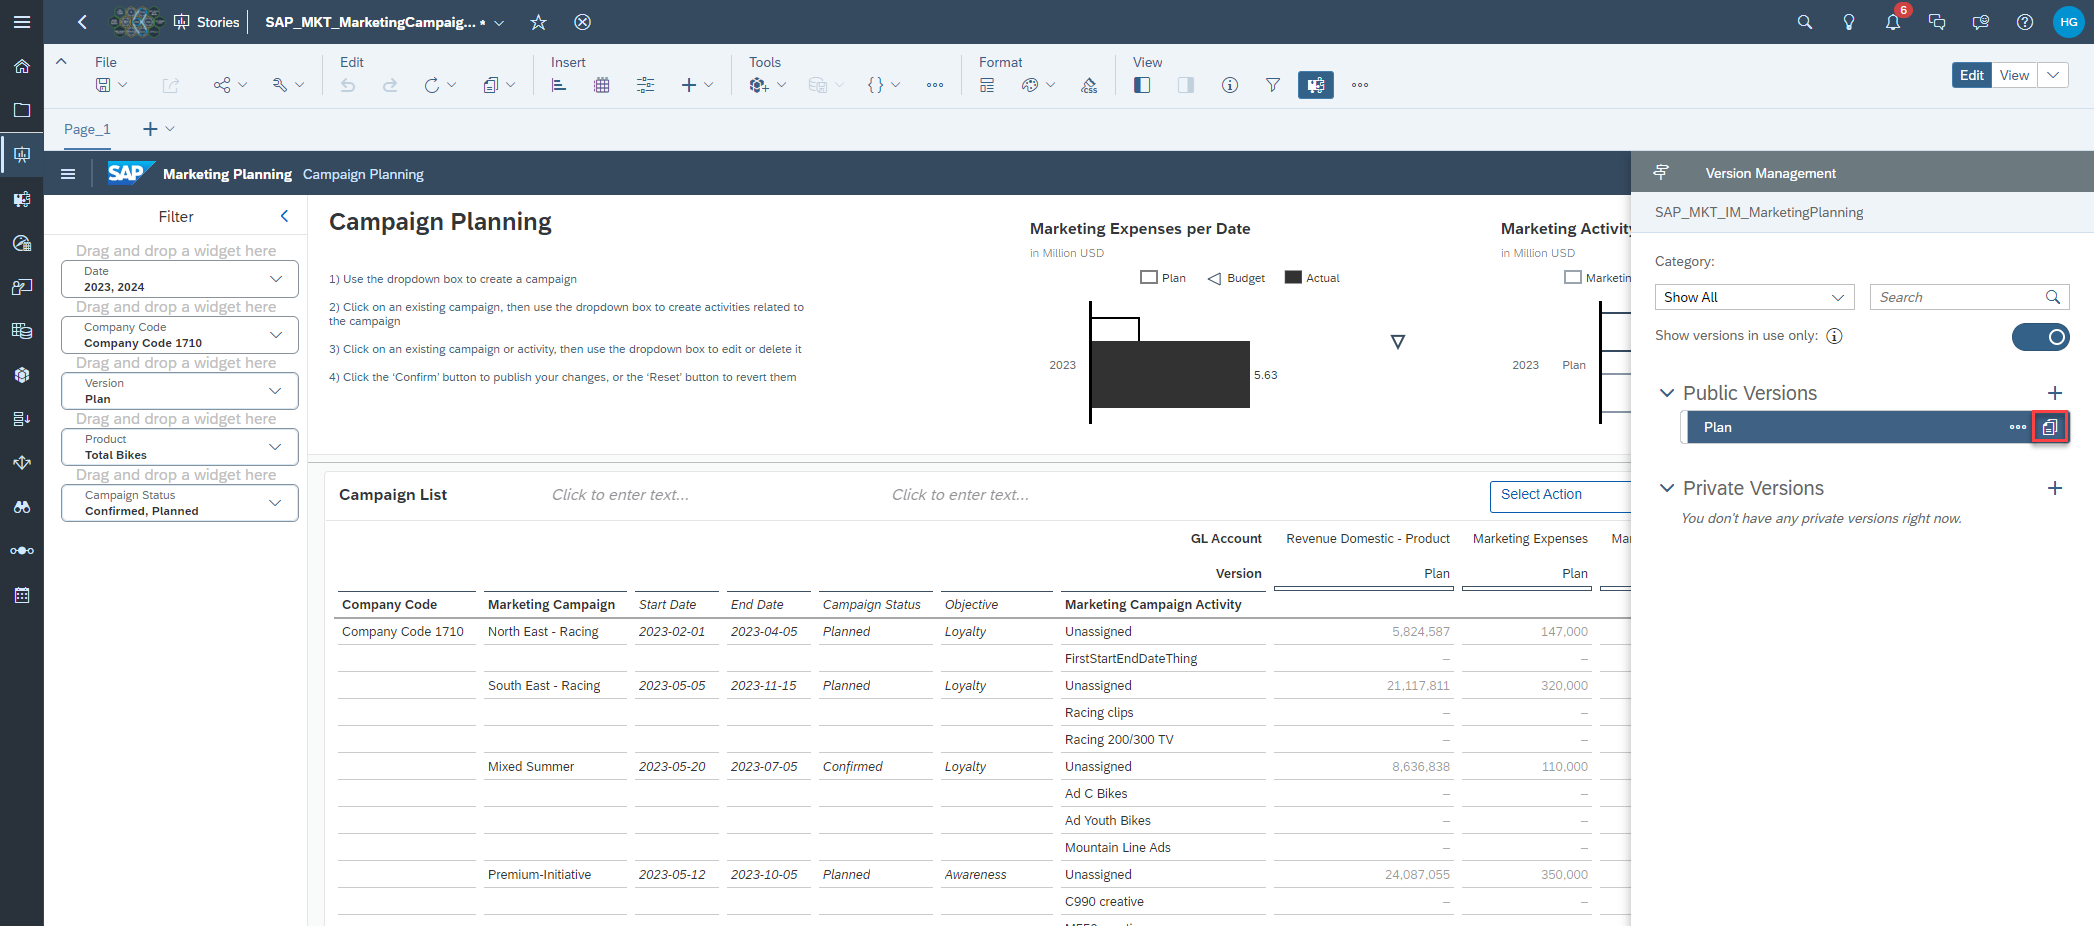 Stories
SAP_MKT_MarketingCampaig... *
6
HG
File
Edit
Insert
Tools
Format
View
CSS
Edit
View
Page_1
SAP
Marketing Planning
Campaign Planning
Version Management
SAP_MKT_IM_MarketingPlanning
Category:
Show All
Search
Show versions in use only:
Public Versions
Plan
Private Versions
You don't have any private versions right now.
Filter
Drag and drop a widget here
Date
2023, 2024
Drag and drop a widget here
Company Code
Company Code 1710
Drag and drop a widget here
Version
Plan
Drag and drop a widget here
Product
Total Bikes
Drag and drop a widget here
Campaign Status
Confirmed, Planned
Campaign Planning
1) Use the dropdown box to create a campaign
2) Click on an existing campaign, then use the dropdown box to create activities related to
the campaign
3) Click on an existing campaign or activity, then use the dropdown box to edit or delete it
4) Click the ‘Confirm’ button to publish your changes, or the ‘Reset’ button to revert them
Marketing Expenses per Date
in Million USD
Plan Budget Actual
2023
5.63
Marketing Activity
in Million USD
Marketin
2023 Plan
Campaign List
Click to enter text...
Click to enter text...
Select Action
GL Account Revenue Domestic - Product Marketing Expenses Ma
Version Plan Plan
Company Code Marketing Campaign Start Date End Date Campaign Status Objective Marketing Campaign Activity
Company Code 1710 North East - Racing 2023-02-01 2023-04-05 Planned Loyalty Unassigned 5,824,587 147,000
FirstStartEndDateThing – –
South East - Racing 2023-05-05 2023-11-15 Planned Loyalty Unassigned 21,117,811 320,000
Racing clips – –
Racing 200/300 TV – –
Mixed Summer 2023-05-20 2023-07-05 Confirmed Loyalty Unassigned 8,636,838 110,000
Ad C Bikes – –
Ad Youth Bikes – –
Mountain Line Ads – –
Premium-Initiative 2023-05-12 2023-10-05 Planned Awareness Unassigned 24,087,055 350,000
C990 creative – –